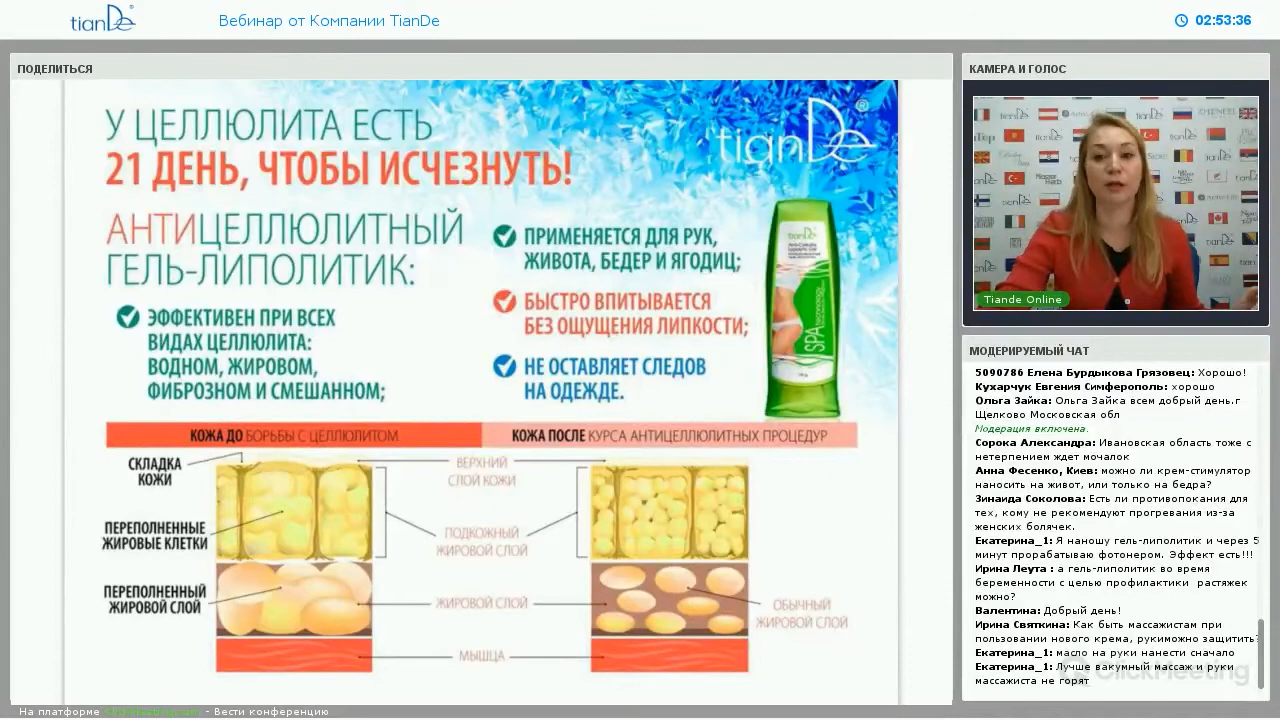 tianDe
Вебинар от Компании TianDe
02:53:36
ПОДЕЛИТЬСЯ
У ЦЕЛЛЮЛИТА ЕСТЬ
21 ДЕНЬ, ЧТОБЫ ИСЧЕЗНУТЬ!
tianDe®
АНТИЦЕЛЛЮЛИТНЫЙ
ГЕЛЬ-ЛИПОЛИТИК:
ЭФФЕКТИВЕН ПРИ ВСЕХ
ВИДАХ ЦЕЛЛЮЛИТА:
ВОДНОМ, ЖИРОВОМ,
ФИБРОЗНОМ И СМЕШАННОМ;
ПРИМЕНЯЕТСЯ ДЛЯ РУК,
ЖИВОТА, БЕДЕР И ЯГОДИЦ;
БЫСТРО ВПИТЫВАЕТСЯ
БЕЗ ОЩУЩЕНИЯ ЛИПКОСТИ;
НЕ ОСТАВЛЯЕТ СЛЕДОВ
НА ОДЕЖДЕ.
tianDe
SPA
technology
КОЖА ДО БОРЬБЫ С ЦЕЛЛЮЛИТОМ
КОЖА ПОСЛЕ КУРСА АНТИЦЕЛЛЮЛИТНЫХ ПРОЦЕДУР
СКЛАДКА
КОЖИ
ВЕРХНИЙ
СЛОЙ КОЖИ
ПЕРЕПОЛНЕННЫЕ
ЖИРОВЫЕ КЛЕТКИ
ПОДКОЖНЫЙ
ЖИРОВОЙ СЛОЙ
ПЕРЕПОЛНЕННЫЙ
ЖИРОВОЙ СЛОЙ
ЖИРОВОЙ СЛОЙ
ОБЫЧНЫЙ
ЖИРОВОЙ СЛОЙ
МЫШЦА
КАМЕРА И ГОЛОС
Tiande Online
МОДЕРИРУЕМЫЙ ЧАТ
5090786 Елена Бурдыкова Грязовец: Хорошо!
Кухарчук Евгения Симферополь: хорошо
Ольга Зайка: Ольга Зайка всем добрый день.г
Щелково Московская обл
Модерация включена.
Сорока Александра: Ивановская область тоже с
нетерпением ждет мочалок
Анна Фесенко, Киев: можно ли крем-стимулятор
наносить на живот, или только на бедра?
Зинаида Соколова: Есть ли противопокания для
тех, кому не рекомендуют прогревания из-за
женских болячек.
Екатерина_1: Я наношу гель-липолитик и через 5
минут прорабатываю фотонером. Эффект есть!!!
Ирина Леута : а гель-липолитик во время
беременности с целью профилактики растяжек
можно?
Валентина: Добрый день!
Ирина Святкина: Как быть массажистам при
пользовании нового крема, рукиможно защитить?
Екатерина_1: масло на руки нанести сначало
Екатерина_1: Лучше вакумный массаж и руки
массажиста не горят
ClickMeeting
На платформе ClickMeeting.com - Вести конференцию